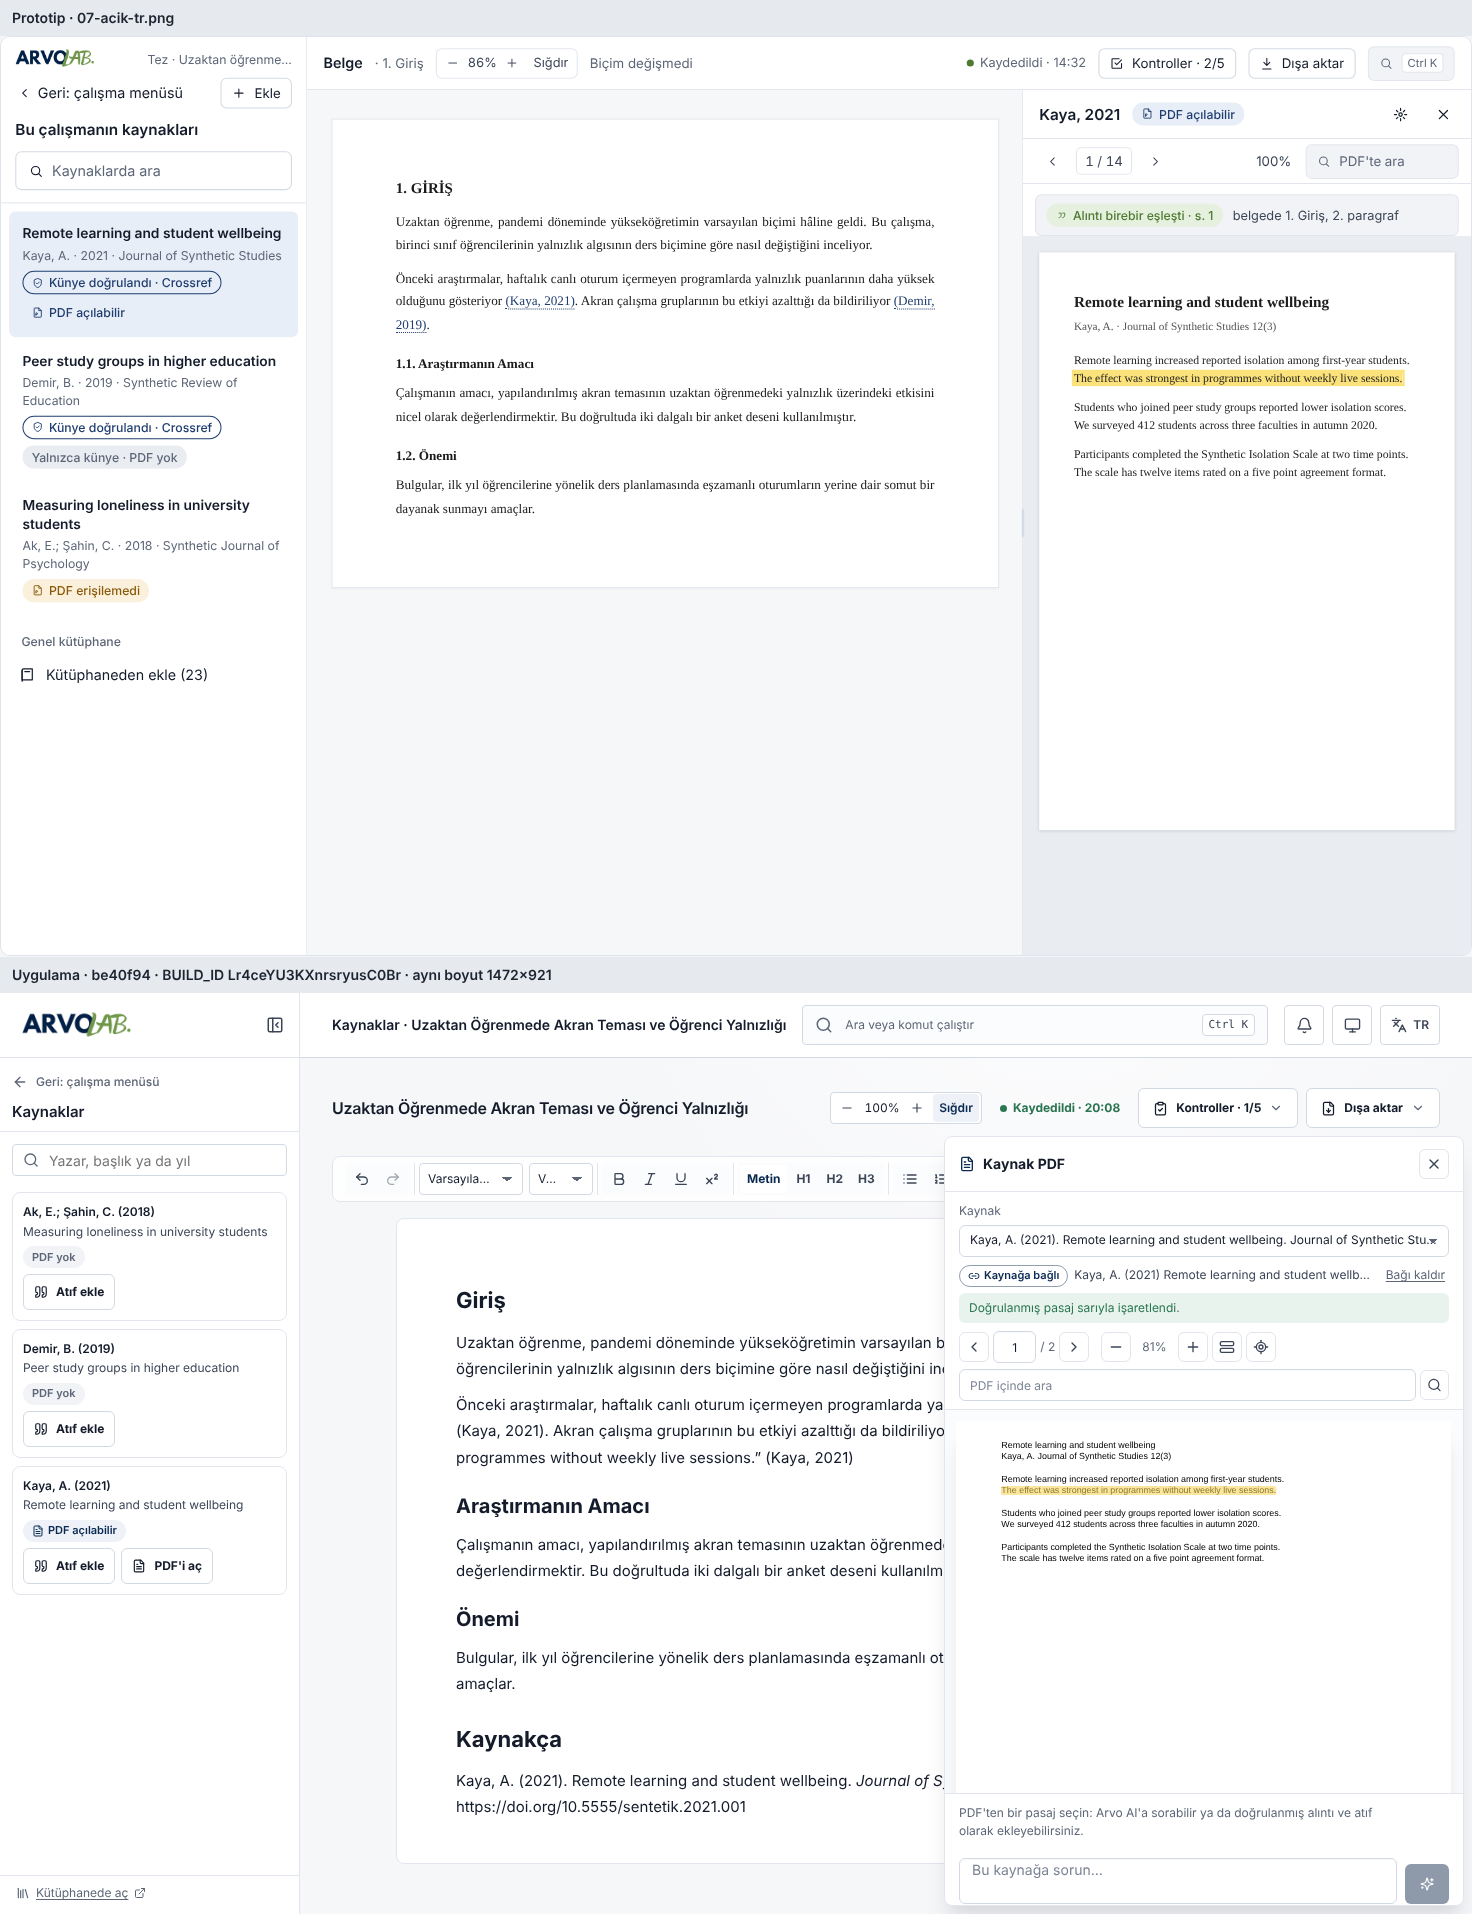 Prototip · 07-acik-tr.png
ARVOLAB.
Tez · Uzaktan öğrenme...
Geri: çalışma menüsü
Ekle
Bu çalışmanın kaynakları
Kaynaklarda ara
Remote learning and student wellbeing
Kaya, A. · 2021 · Journal of Synthetic Studies
Künye doğrulandı · Crossref
PDF açılabilir
Peer study groups in higher education
Demir, B. · 2019 · Synthetic Review of
Education
Künye doğrulandı · Crossref
Yalnızca künye · PDF yok
Measuring loneliness in university
students
Ak, E.; Şahin, C. · 2018 · Synthetic Journal of
Psychology
PDF erişilemedi
Genel kütüphane
Kütüphaneden ekle (23)
Belge · 1. Giriş
86%
Sığdır
Biçim değişmedi
Kaydedildi · 14:32
Kontroller · 2/5
Dışa aktar
Ctrl K
1. GİRİŞ
Uzaktan öğrenme, pandemi döneminde yükseköğretimin varsayılan biçimi hâline geldi. Bu çalışma,
birinci sınıf öğrencilerinin yalnızlık algısının ders biçimine göre nasıl değiştiğini inceliyor.
Önceki araştırmalar, haftalık canlı oturum içermeyen programlarda yalnızlık puanlarının daha yüksek
olduğunu gösteriyor (Kaya, 2021). Akran çalışma gruplarının bu etkiyi azalttığı da bildiriliyor (Demir,
2019).
1.1. Araştırmanın Amacı
Çalışmanın amacı, yapılandırılmış akran temasının uzaktan öğrenmedeki yalnızlık üzerindeki etkisini
nicel olarak değerlendirmektir. Bu doğrultuda iki dalgalı bir anket deseni kullanılmıştır.
1.2. Önemi
Bulgular, ilk yıl öğrencilerine yönelik ders planlamasında eşzamanlı oturumların yerine dair somut bir
dayanak sunmayı amaçlar.
Kaya, 2021
PDF açılabilir
1 / 14
100%
PDF'te ara
Alıntı birebir eşleşti · s. 1
belgede 1. Giriş, 2. paragraf
Remote learning and student wellbeing
Kaya, A. · Journal of Synthetic Studies 12(3)
Remote learning increased reported isolation among first-year students.
The effect was strongest in programmes without weekly live sessions.
Students who joined peer study groups reported lower isolation scores.
We surveyed 412 students across three faculties in autumn 2020.
Participants completed the Synthetic Isolation Scale at two time points.
The scale has twelve items rated on a five point agreement format.
Uygulama · be40f94 · BUILD_ID Lr4ceYU3KXnrsryusC0Br · aynı boyut 1472×921
ARVOLAB.
Kaynaklar · Uzaktan Öğrenmede Akran Teması ve Öğrenci Yalnızlığı
Ara veya komut çalıştır
Ctrl K
TR
Geri: çalışma menüsü
Kaynaklar
Yazar, başlık ya da yıl
Ak, E.; Şahin, C. (2018)
Measuring loneliness in university students
PDF yok
Atıf ekle
Demir, B. (2019)
Peer study groups in higher education
PDF yok
Atıf ekle
Kaya, A. (2021)
Remote learning and student wellbeing
PDF açılabilir
Atıf ekle
PDF'i aç
Kütüphanede aç
Uzaktan Öğrenmede Akran Teması ve Öğrenci Yalnızlığı
100%
Sığdır
Kaydedildi · 20:08
Kontroller · 1/5
Dışa aktar
Varsayıla...
V...
B I U x²
Metin H1 H2 H3
Giriş
Uzaktan öğrenme, pandemi döneminde yükseköğretimin varsayılan b
öğrencilerinin yalnızlık algısının ders biçimine göre nasıl değiştiğini in
Önceki araştırmalar, haftalık canlı oturum içermeyen programlarda ya
(Kaya, 2021). Akran çalışma gruplarının bu etkiyi azalttığı da bildiriliyo
programmes without weekly live sessions.” (Kaya, 2021)
Araştırmanın Amacı
Çalışmanın amacı, yapılandırılmış akran temasının uzaktan öğrenmed
değerlendirmektir. Bu doğrultuda iki dalgalı bir anket deseni kullanılm
Önemi
Bulgular, ilk yıl öğrencilerine yönelik ders planlamasında eşzamanlı ot
amaçlar.
Kaynakça
Kaya, A. (2021). Remote learning and student wellbeing. Journal of S
https://doi.org/10.5555/sentetik.2021.001
Kaynak PDF
Kaynak
Kaya, A. (2021). Remote learning and student wellbeing. Journal of Synthetic Stu...
Kaynağa bağlı
Kaya, A. (2021) Remote learning and student wellb...
Bağı kaldır
Doğrulanmış pasaj sarıyla işaretlendi.
1 / 2
81%
PDF içinde ara
Remote learning and student wellbeing
Kaya, A. Journal of Synthetic Studies 12(3)
Remote learning increased reported isolation among first-year students.
The effect was strongest in programmes without weekly live sessions.
Students who joined peer study groups reported lower isolation scores.
We surveyed 412 students across three faculties in autumn 2020.
Participants completed the Synthetic Isolation Scale at two time points.
The scale has twelve items rated on a five point agreement format.
PDF'ten bir pasaj seçin: Arvo AI'a sorabilir ya da doğrulanmış alıntı ve atıf
olarak ekleyebilirsiniz.
Bu kaynağa sorun...